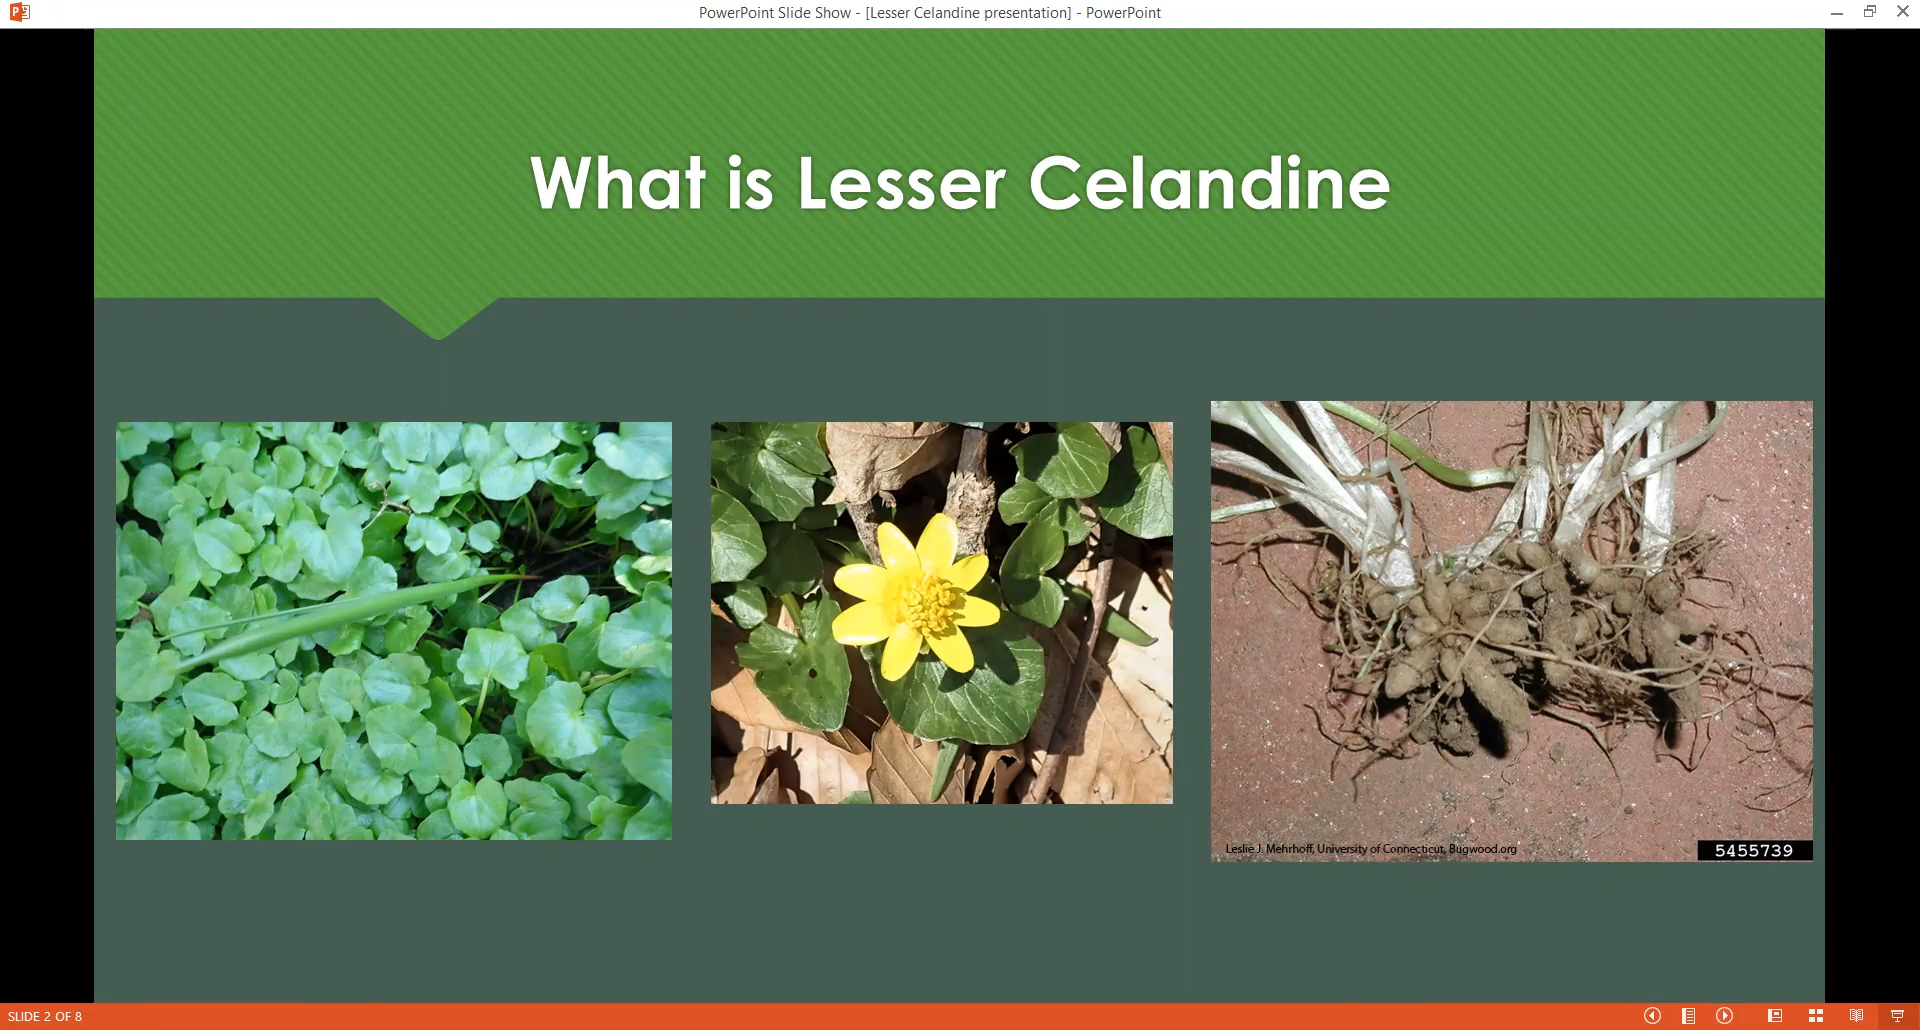 PowerPoint Slide Show - [Lesser Celandine presentation] - PowerPoint
What is Lesser Celandine
Leslie J. Mehrhoff, University of Connecticut, Bugwood.org
5455739
SLIDE 2 OF 8